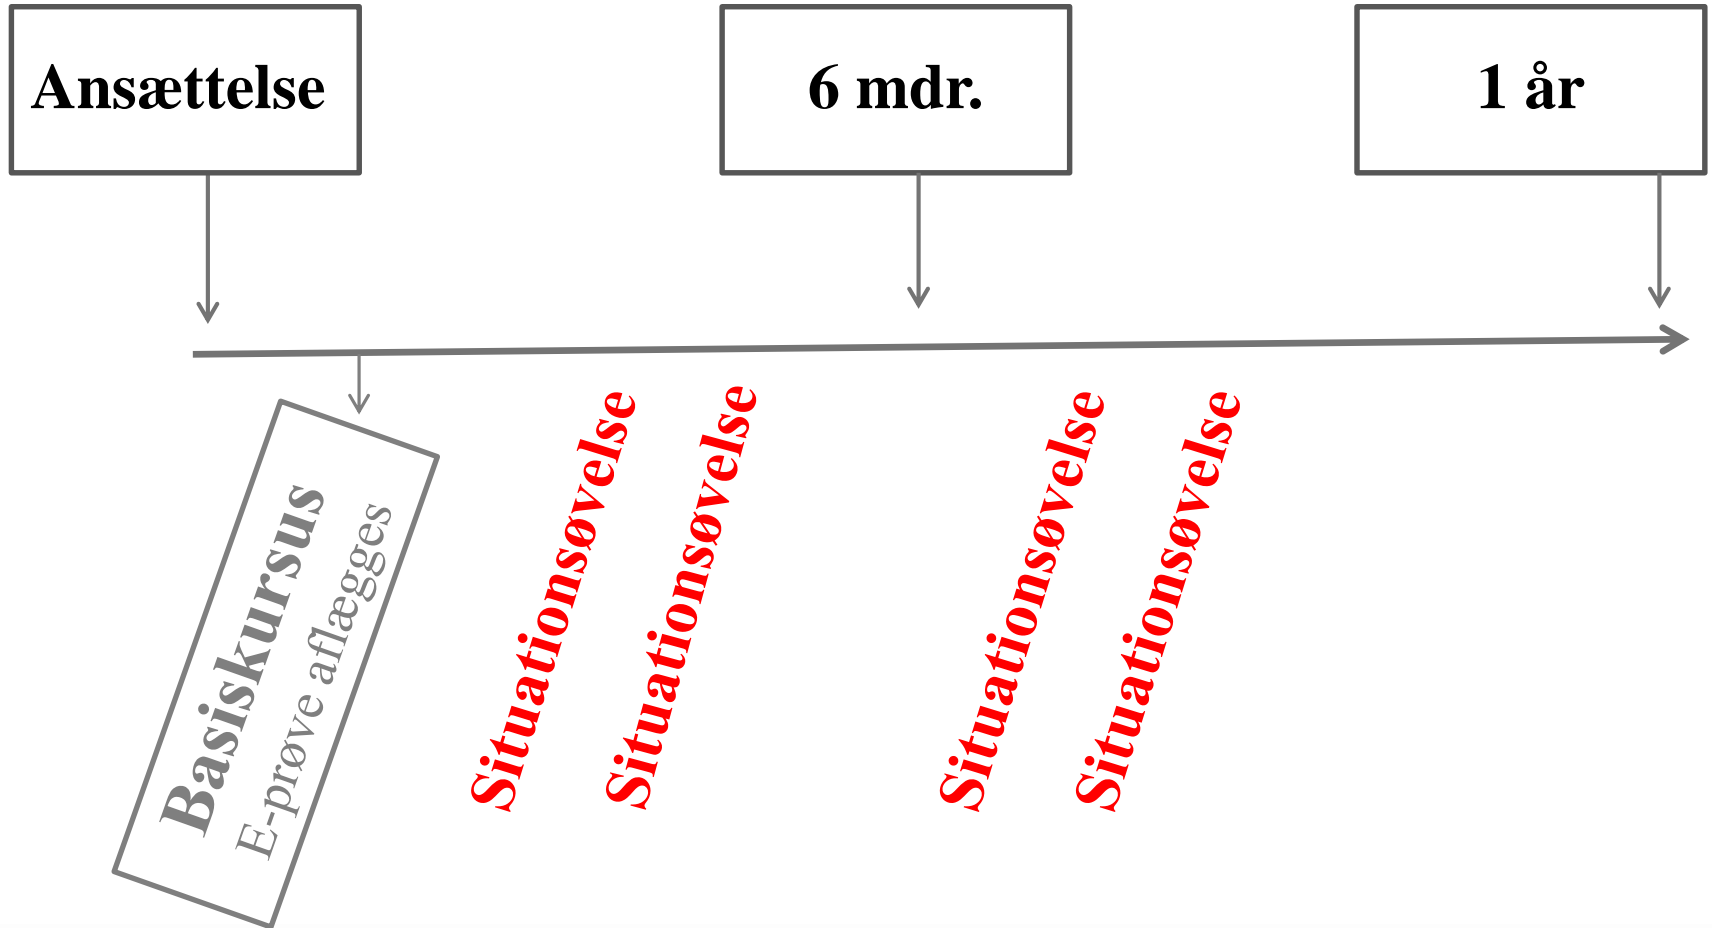 Ansættelse
6 mdr.
1 år
Basiskursus
E-prøve aflægges
Situationsøvelse
Situationsøvelse
Situationsøvelse
Situationsøvelse